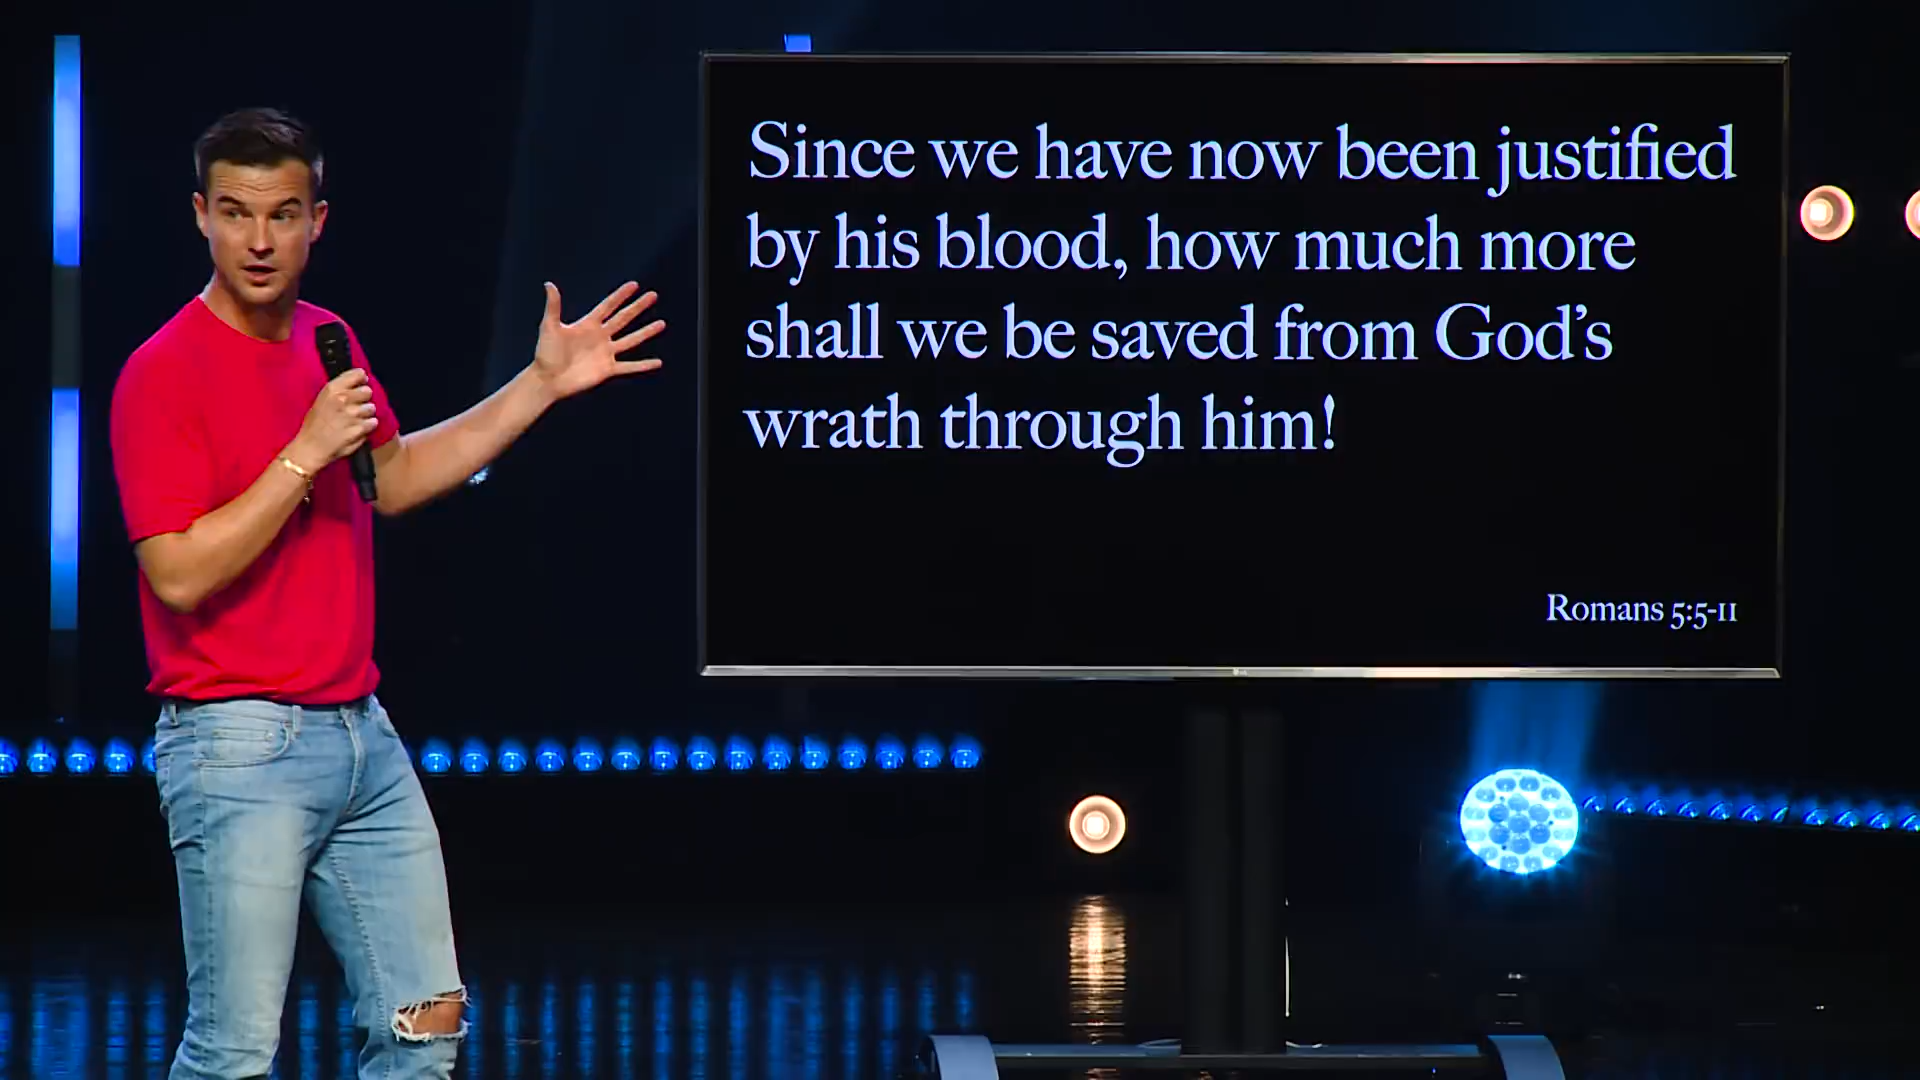 Since we have now been justified
by his blood, how much more
shall we be saved from God’s
wrath through him!
Romans 5:5-11